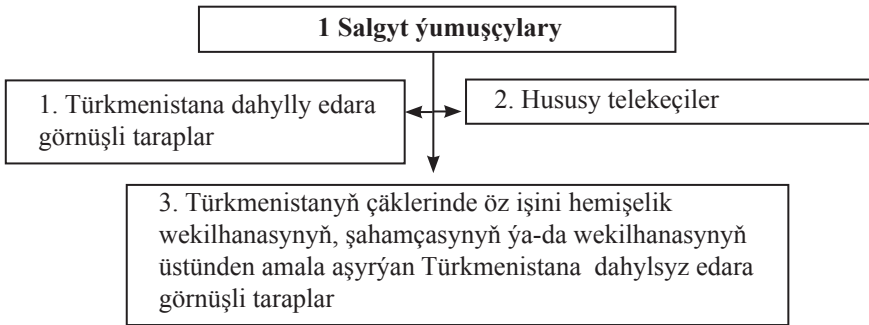 1 Salgyt ýumuşçylary
1. Türkmenistana dahylly edara
görnüşli taraplar
2. Hususy telekeçiler
3. Türkmenistanyň çäklerinde öz işini hemişelik
wekilhanasynyň, şahamçasynyň ýa-da wekilhanasynyň
üstünden amala aşyrýan Türkmenistana dahylsyz edara
görnüşli taraplar